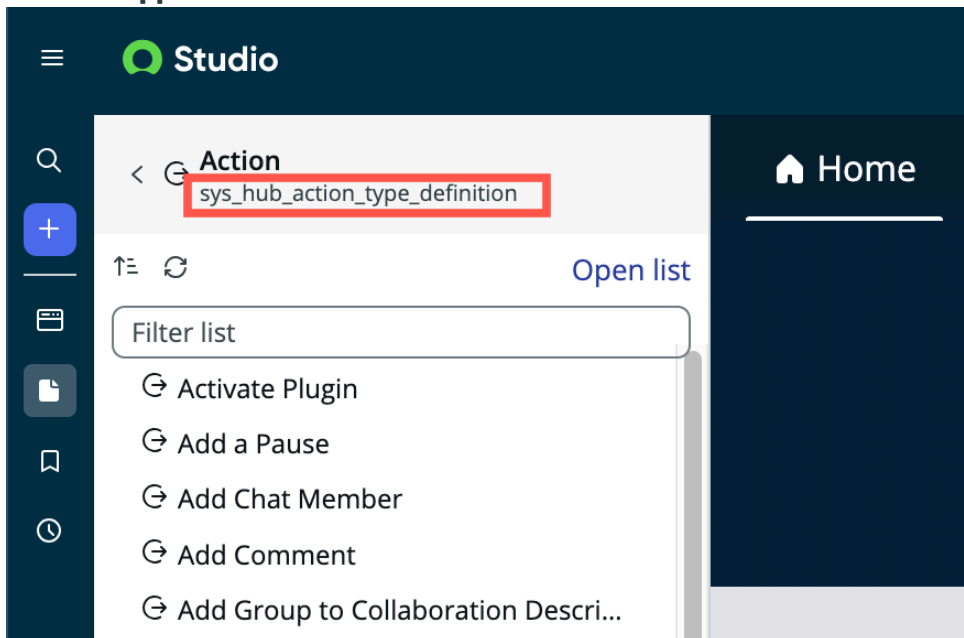 Studio
Action
sys_hub_action_type_definition
Home
Open list
Filter list
Activate Plugin
Add a Pause
Add Chat Member
Add Comment
Add Group to Collaboration Descri...